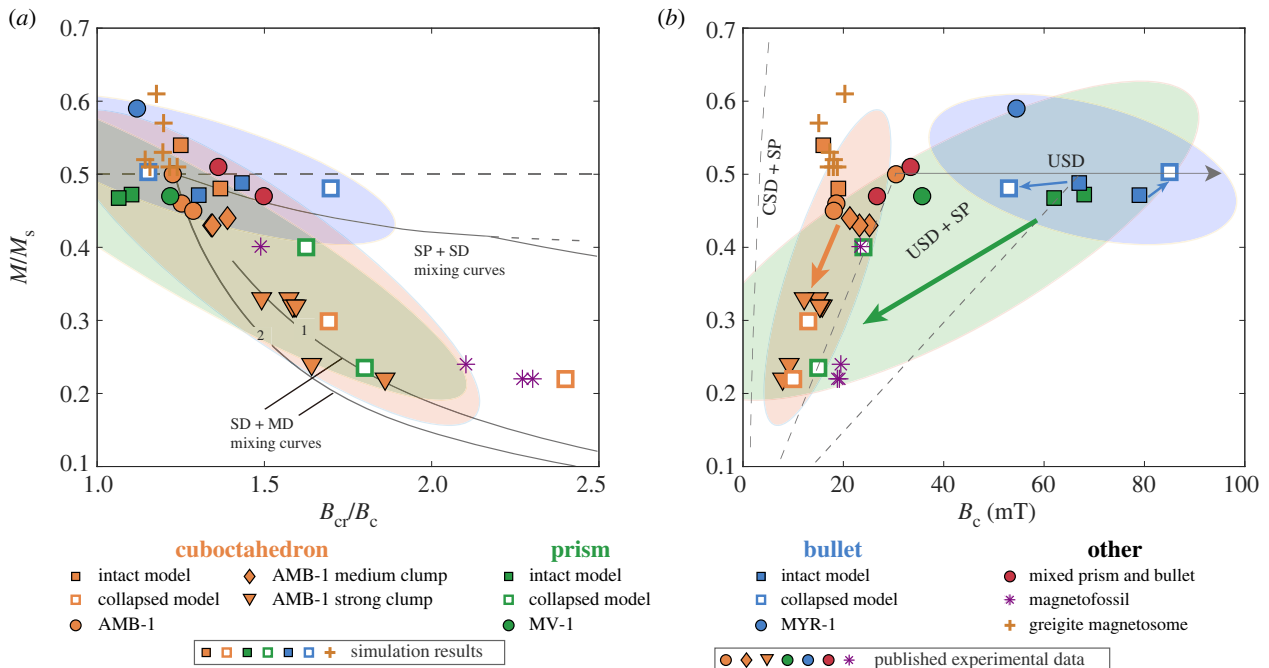 (a)
(b)
0.7
0.6
0.5
0.4
0.3
0.2
0.1
M/Ms
SP + SD
mixing curves
1
2
SD + MD
mixing curves
1.0
1.5
2.0
2.5
Bcr/Bc
0.7
0.6
0.5
0.4
0.3
0.2
0.1
CSD + SP
USD
USD + SP
0
20
40
60
80
100
Bc (mT)
cuboctahedron
prism
bullet
other
intact model
AMB-1 medium clump
intact model
intact model
mixed prism and bullet
collapsed model
AMB-1 strong clump
collapsed model
collapsed model
magnetofossil
AMB-1
MV-1
MYR-1
greigite magnetosome
simulation results
published experimental data